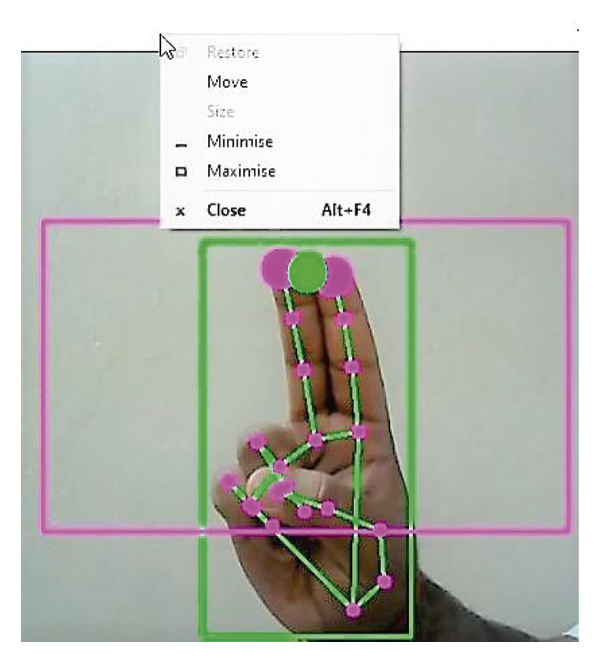 Restore
Move
Size
Minimise
Maximise
x Close Alt+F4